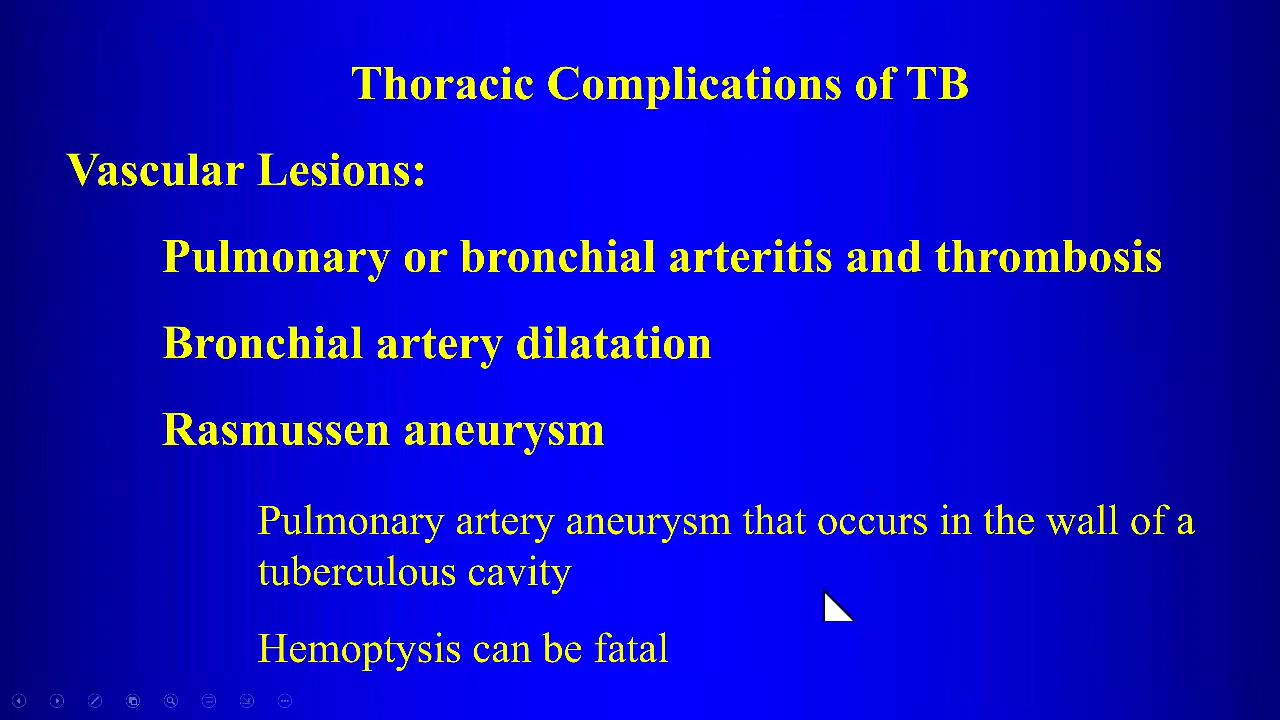 Thoracic Complications of TB
Vascular Lesions:
Pulmonary or bronchial arteritis and thrombosis
Bronchial artery dilatation
Rasmussen aneurysm
Pulmonary artery aneurysm that occurs in the wall of a
tuberculous cavity
Hemoptysis can be fatal